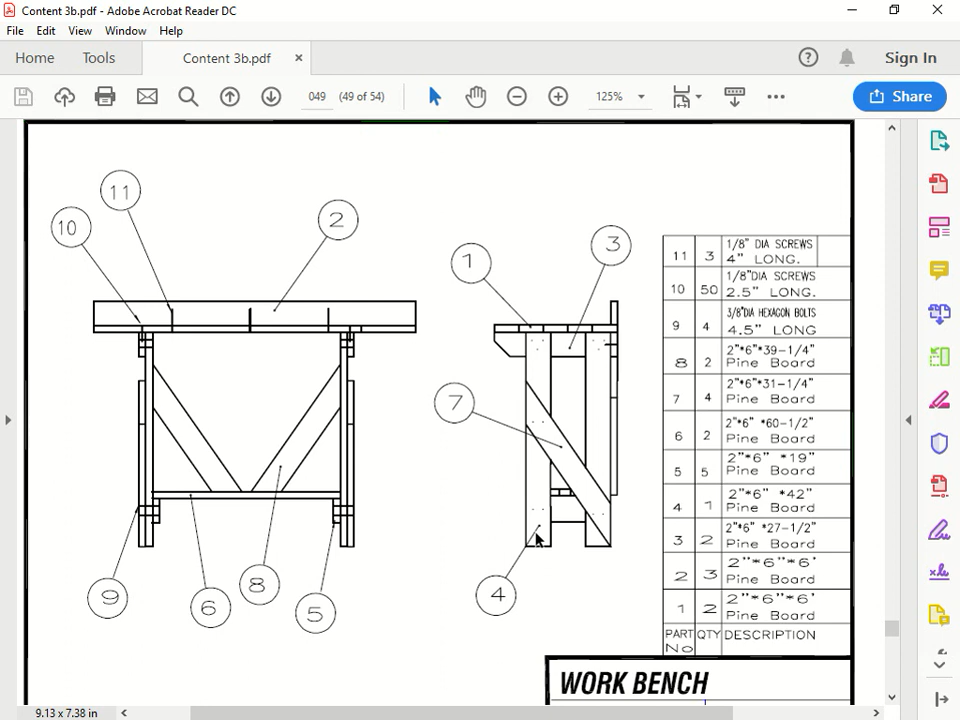 Content 3b.pdf - Adobe Acrobat Reader DC
File Edit View Window Help
Home Tools Content 3b.pdf × Sign In
049 (49 of 54) 125% Share
11
10
2
1
3
7
9
6
8
5
4
11 3 1/8" DIA SCREWS
4" LONG.
10 50 1/8"DIA SCREWS
2.5" LONG.
9 4 3/8"DIA HEXAGON BOLTS
4.5" LONG
8 2 2"*6"*39-1/4"
Pine Board
7 4 2"*6"*31-1/4"
Pine Board
6 2 2"*6" *60-1/2"
Pine Board
5 5 2"*6" *19"
Pine Board
4 1 2"*6" *42"
Pine Board
3 2 2"*6" *27-1/2"
Pine Board
2 3 2"*6"*6'
Pine Board
1 2 2"*6"*6'
Pine Board
PART No QTY DESCRIPTION
WORK BENCH
9.13 x 7.38 in